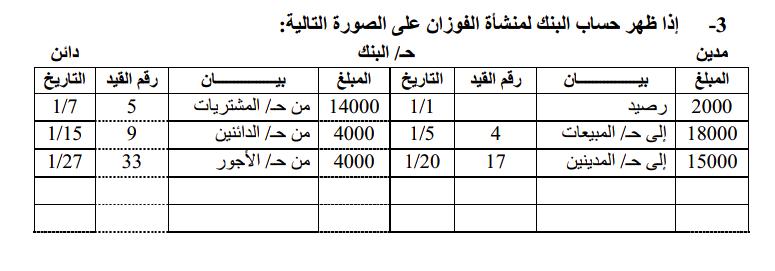 3- إذا ظهر حساب البنك لمنشأة الفوزان على الصورة التالية:
مدين حـ/ البنك دائن
المبلغ بيـــــــــان رقم القيد التاريخ المبلغ بيـــــــــان رقم القيد التاريخ
2000 رصيد 1/1 14000 من حـ/ المشتريات 5 1/7
18000 إلى حـ/ المبيعات 4 1/5 4000 من حـ/ الدائنين 9 1/15
15000 إلى حـ/ المدينين 17 1/20 4000 من حـ/ الأجور 33 1/27